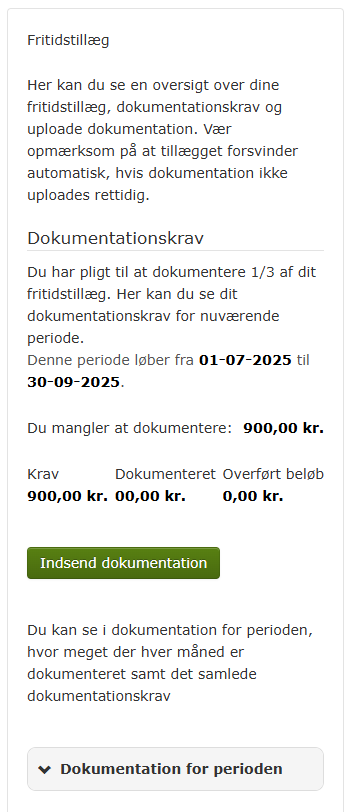 Fritidstillæg
Her kan du se en oversigt over dine
fritidstillæg, dokumentationskrav og
uploade dokumentation. Vær
opmærksom på at tillægget forsvinder
automatisk, hvis dokumentation ikke
uploades rettidig.
Dokumentationskrav
Du har pligt til at dokumentere 1/3 af dit
fritidstillæg. Her kan du se dit
dokumentationskrav for nuværende
periode.
Denne periode løber fra 01-07-2025 til
30-09-2025.
Du mangler at dokumentere: 900,00 kr.
Krav Dokumenteret Overført beløb
900,00 kr. 00,00 kr. 0,00 kr.
Indsend dokumentation
Du kan se i dokumentation for perioden,
hvor meget der hver måned er
dokumenteret samt det samlede
dokumentationskrav
Dokumentation for perioden